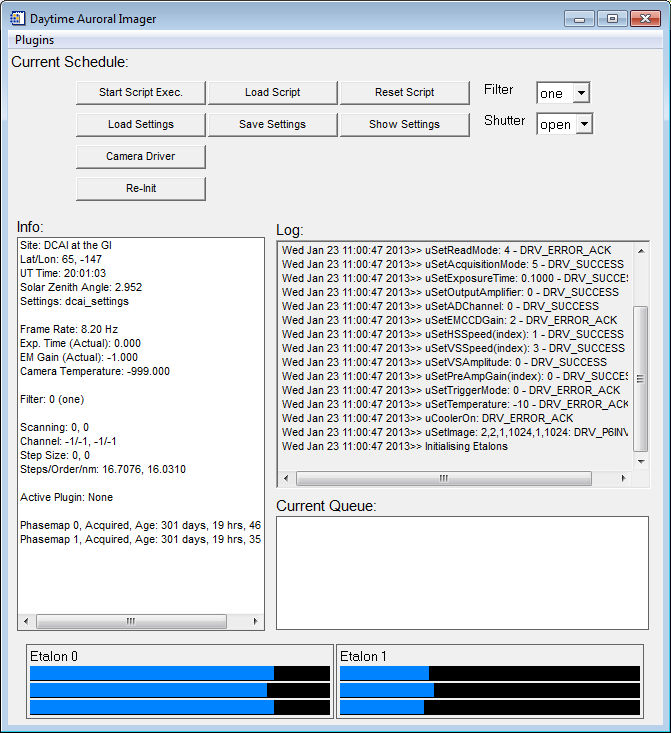 Daytime Auroral Imager
Plugins
Current Schedule:
Start Script Exec. Load Script Reset Script Filter one
Load Settings Save Settings Show Settings Shutter open
Camera Driver
Re-Init
Info:
Site: DCAI at the GI
Lat/Lon: 65, -147
UT Time: 20:01:03
Solar Zenith Angle: 2.952
Settings: dcai_settings
Frame Rate: 8.20 Hz
Exp. Time (Actual): 0.000
EM Gain (Actual): -1.000
Camera Temperature: -999.000
Filter: 0 (one)
Scanning: 0, 0
Channel: -1/-1, -1/-1
Step Size: 0, 0
Steps/Order/nm: 16.7076, 16.0310
Active Plugin: None
Phasemap 0, Acquired, Age: 301 days, 19 hrs, 46
Phasemap 1, Acquired, Age: 301 days, 19 hrs, 35
Log:
Wed Jan 23 11:00:47 2013>> uSetReadMode: 4 - DRV_ERROR_ACK
Wed Jan 23 11:00:47 2013>> uSetAcquisitionMode: 5 - DRV_SUCCESS
Wed Jan 23 11:00:47 2013>> uSetExposureTime: 0.1000 - DRV_SUCCES
Wed Jan 23 11:00:47 2013>> uSetOutputAmplifier: 0 - DRV_SUCCESS
Wed Jan 23 11:00:47 2013>> uSetADChannel: 0 - DRV_SUCCESS
Wed Jan 23 11:00:47 2013>> uSetEMCCDGain: 2 - DRV_ERROR_ACK
Wed Jan 23 11:00:47 2013>> uSetHSSpeed(index): 1 - DRV_SUCCESS
Wed Jan 23 11:00:47 2013>> uSetVSSpeed(index): 3 - DRV_SUCCESS
Wed Jan 23 11:00:47 2013>> uSetVSAmplitude: 0 - DRV_SUCCESS
Wed Jan 23 11:00:47 2013>> uSetPreAmpGain(index): 0 - DRV_SUCCES
Wed Jan 23 11:00:47 2013>> uSetTriggerMode: 0 - DRV_ERROR_ACK
Wed Jan 23 11:00:47 2013>> uSetTemperature: -10 - DRV_ERROR_ACK
Wed Jan 23 11:00:47 2013>> uCoolerOn: DRV_ERROR_ACK
Wed Jan 23 11:00:47 2013>> uSetImage: 2,2,1,1024,1,1024: DRV_P6INV
Wed Jan 23 11:00:47 2013>> Initialising Etalons
Current Queue:
Etalon 0
Etalon 1